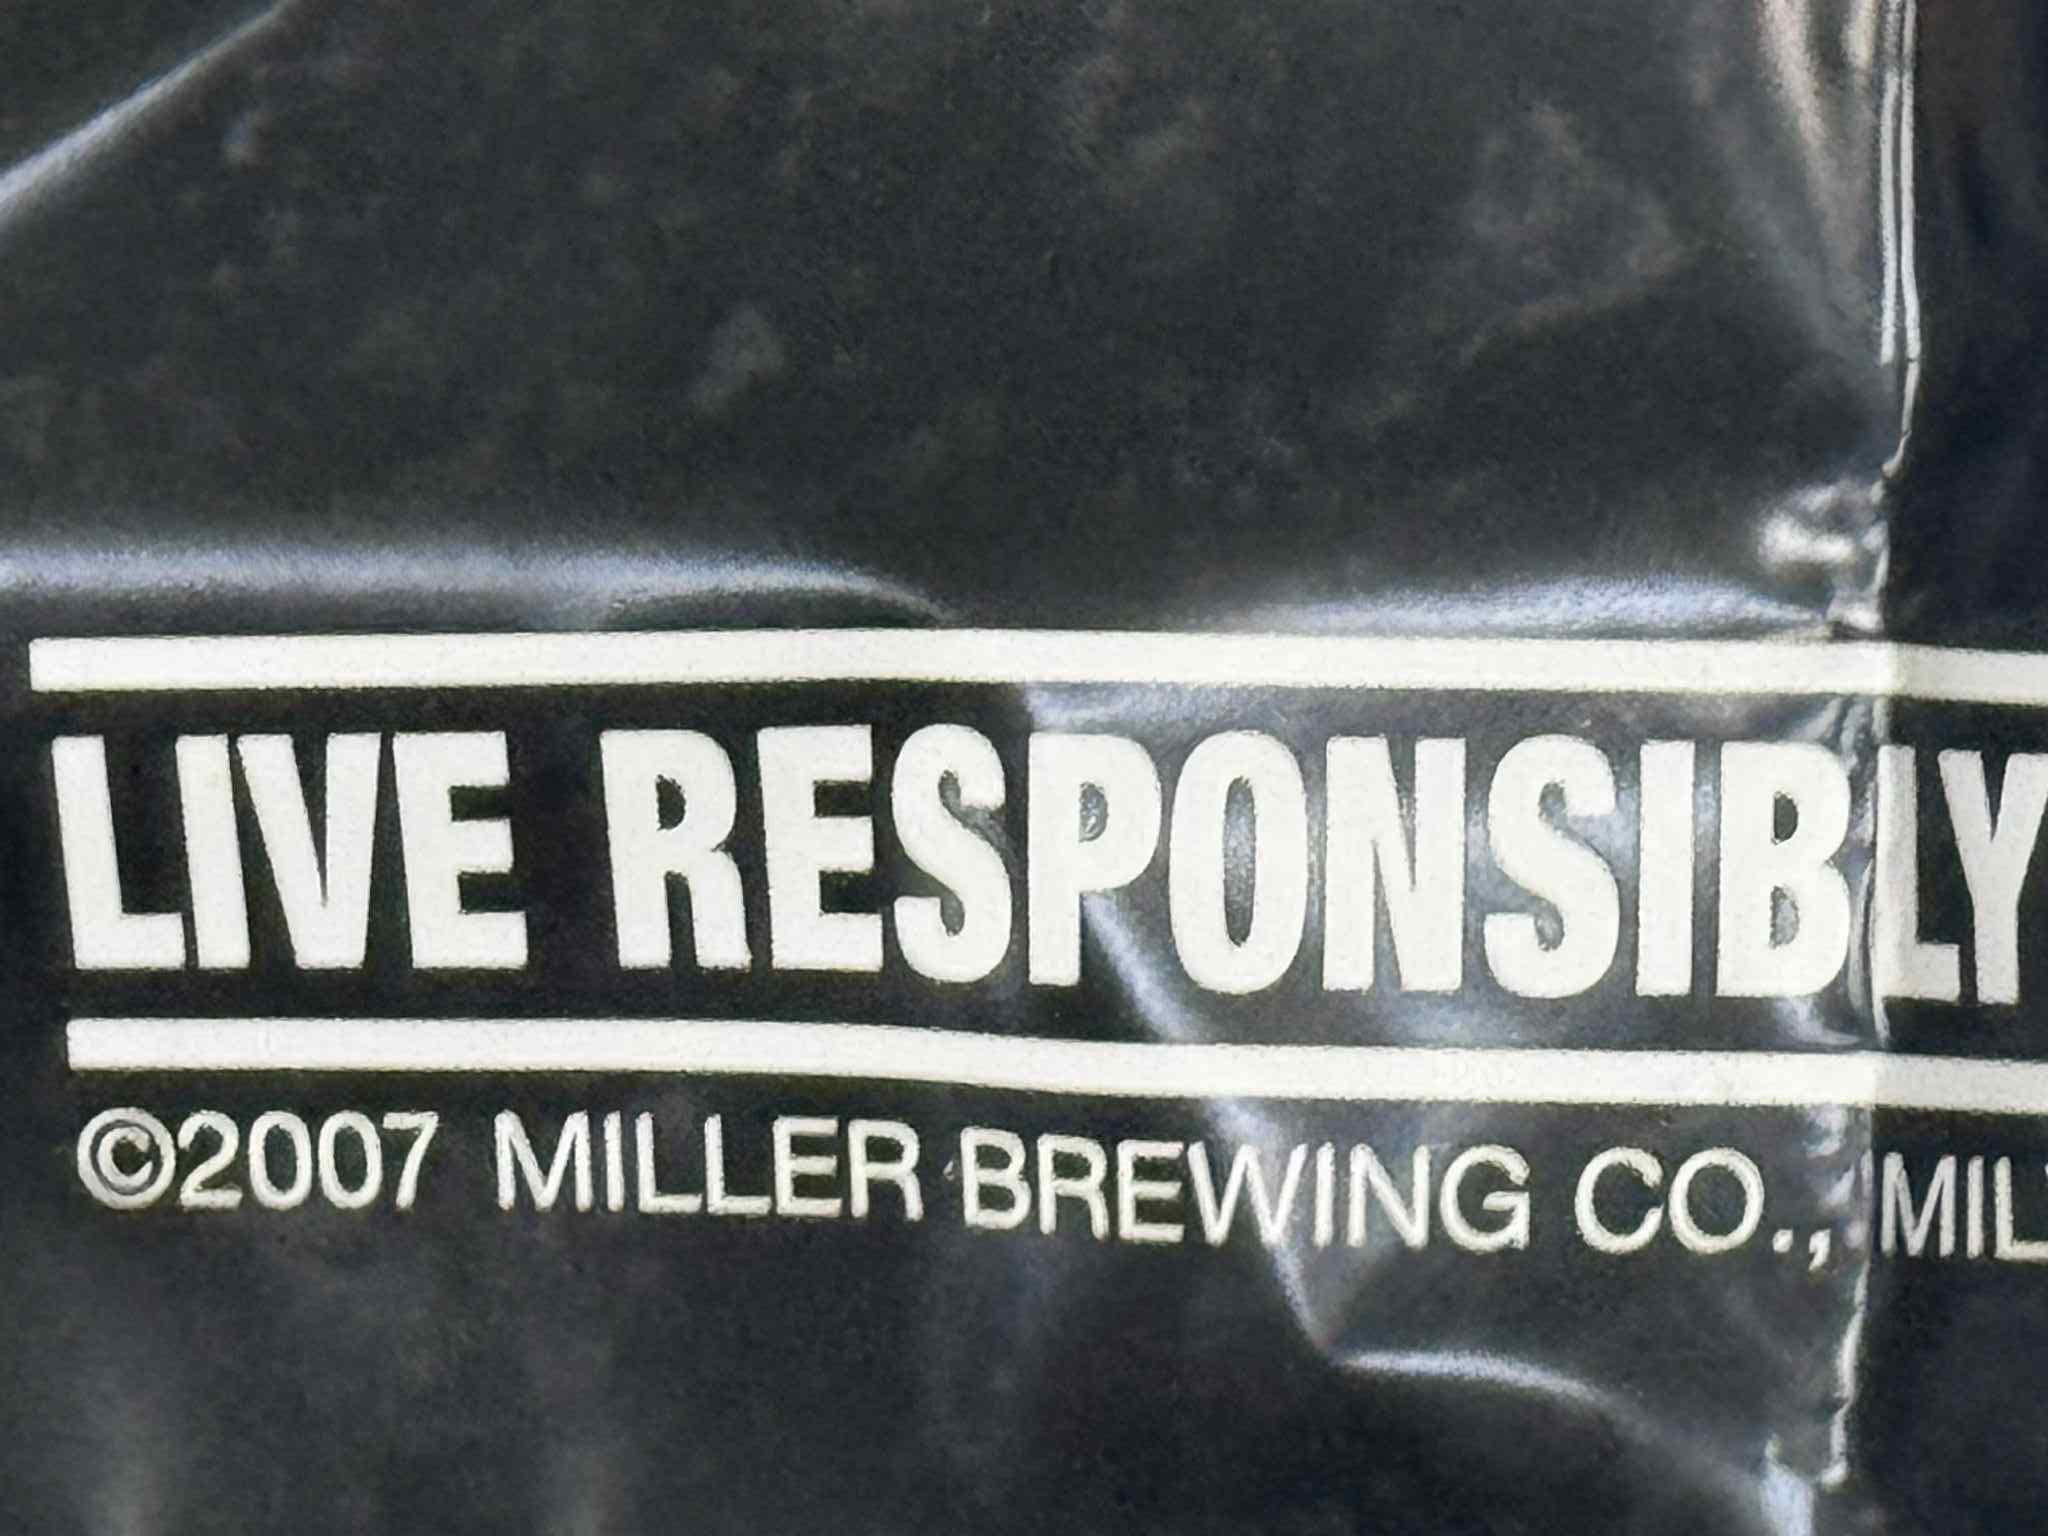 LIVE RESPONSIBLY
©2007 MILLER BREWING CO.,